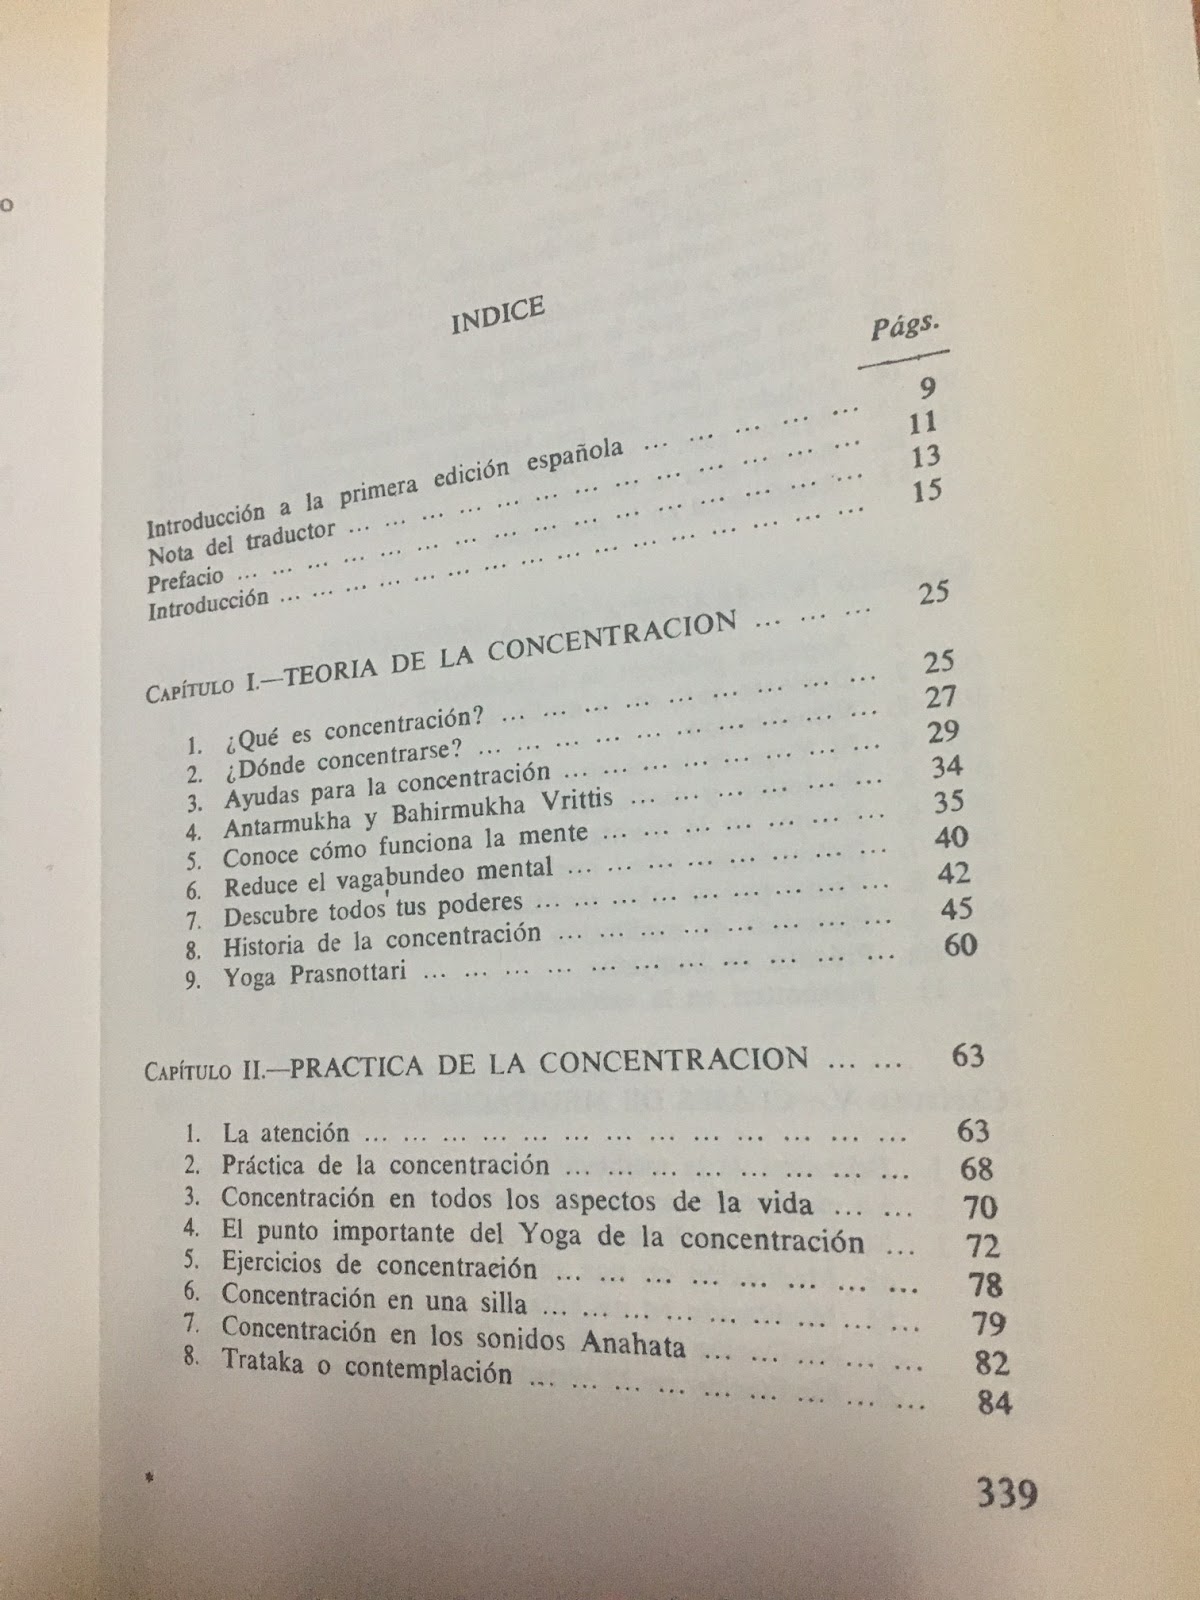 o
INDICE
Págs.
Introducción a la primera edición española ... ... ... ... ... 9
Nota del traductor ... ... ... ... ... ... ... ... ... ... ... ... 11
Prefacio ... ... ... ... ... ... ... ... ... ... ... ... ... ... 13
Introducción ... ... ... ... ... ... ... ... ... ... ... ... ... 15
CAPÍTULO I.—TEORIA DE LA CONCENTRACION ... ... ... 25
1. ¿Qué es concentración? ... ... ... ... ... ... ... ... ... 25
2. ¿Dónde concentrarse? ... ... ... ... ... ... ... ... ... ... 27
3. Ayudas para la concentración ... ... ... ... ... ... ... ... 29
4. Antarmukha y Bahirmukha Vrittis ... ... ... ... ... ... 34
5. Conoce cómo funciona la mente ... ... ... ... ... ... ... 35
6. Reduce el vagabundeo mental ... ... ... ... ... ... ... ... 40
7. Descubre todos tus poderes ... ... ... ... ... ... ... ... ... 42
8. Historia de la concentración ... ... ... ... ... ... ... ... 45
9. Yoga Prasnottari ... ... ... ... ... ... ... ... ... ... ... 60
CAPÍTULO II.—PRACTICA DE LA CONCENTRACION ... ... 63
1. La atención ... ... ... ... ... ... ... ... ... ... ... ... ... 63
2. Práctica de la concentración ... ... ... ... ... ... ... ... 68
3. Concentración en todos los aspectos de la vida ... ... 70
4. El punto importante del Yoga de la concentración ... 72
5. Ejercicios de concentración ... ... ... ... ... ... ... ... 78
6. Concentración en una silla ... ... ... ... ... ... ... ... ... 79
7. Concentración en los sonidos Anahata ... ... ... ... ... 82
8. Trataka o contemplación ... ... ... ... ... ... ... ... ... 84
*
339